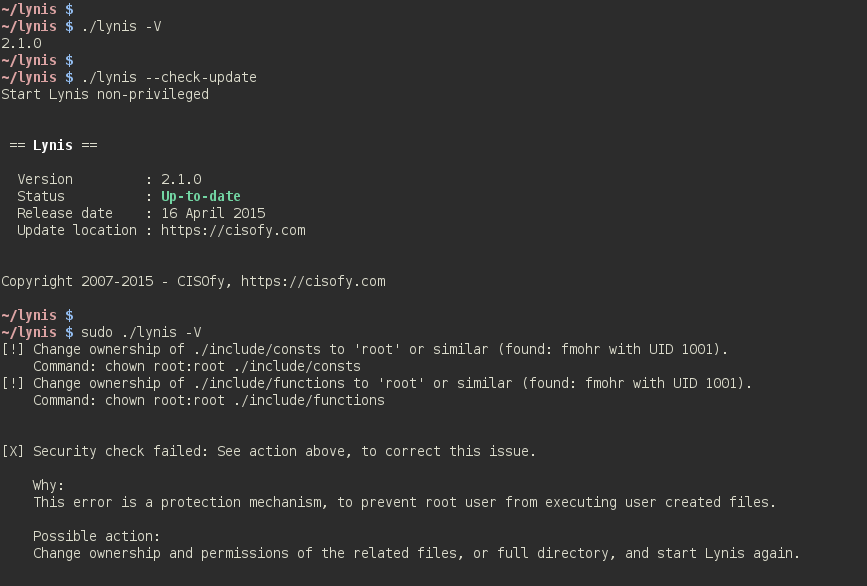 ~/lynis $
~/lynis $ ./lynis -V
2.1.0
~/lynis $
~/lynis $ ./lynis --check-update
Start Lynis non-privileged
== Lynis ==
Version : 2.1.0
Status : Up-to-date
Release date : 16 April 2015
Update location : https://cisofy.com
Copyright 2007-2015 - CISOfy, https://cisofy.com
~/lynis $
~/lynis $ sudo ./lynis -V
[!] Change ownership of ./include/consts to 'root' or similar (found: fmohr with UID 1001).
Command: chown root:root ./include/consts
[!] Change ownership of ./include/functions to 'root' or similar (found: fmohr with UID 1001).
Command: chown root:root ./include/functions
[X] Security check failed: See action above, to correct this issue.
Why:
This error is a protection mechanism, to prevent root user from executing user created files.
Possible action:
Change ownership and permissions of the related files, or full directory, and start Lynis again.